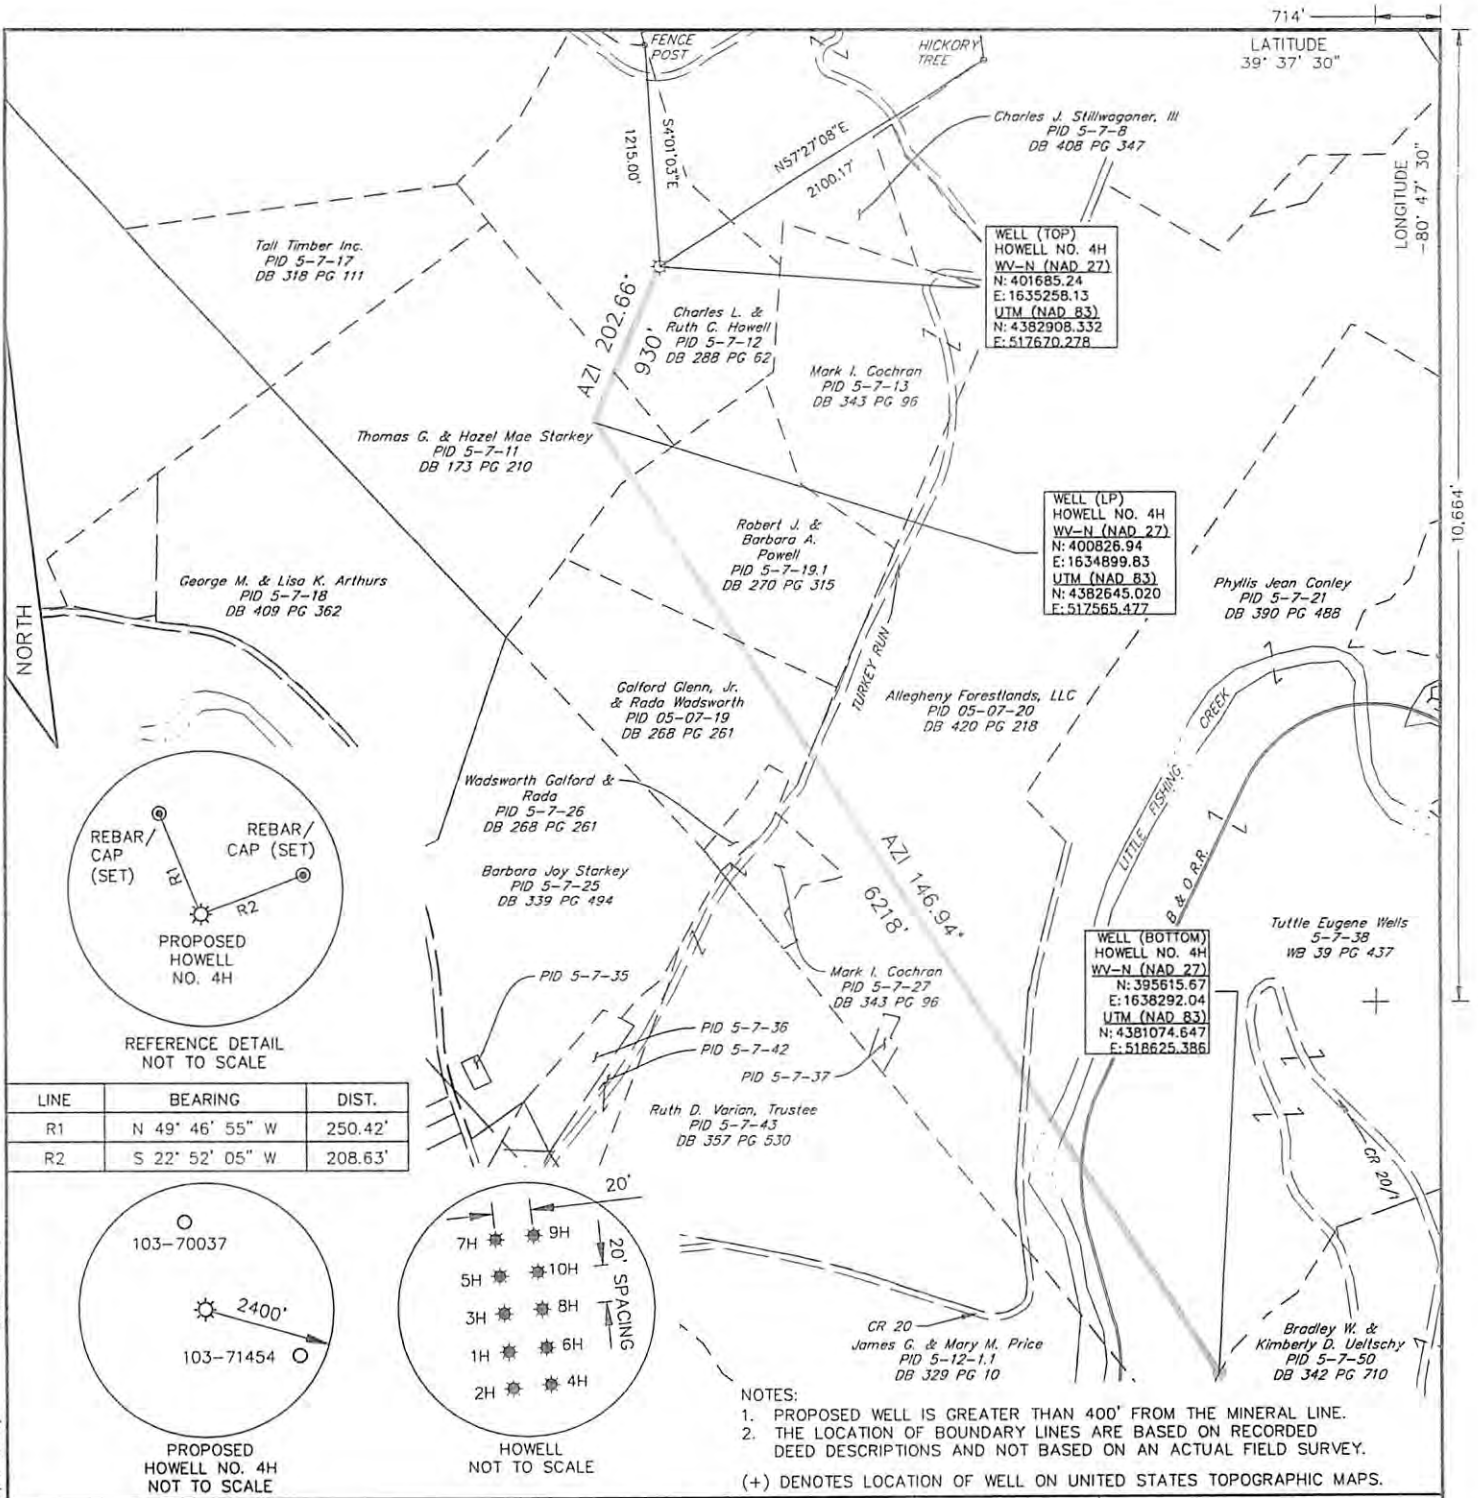 714'
FENCE
POST
HICKORY
TREE
LATITUDE
39° 37' 30"
LONGITUDE
-80° 47' 30"
10,664'
S4°01'03"E
1215.00'
N57°27'08"E
2100.17'
Charles J. Stillwagoner, III
PID 5-7-8
DB 408 PG 347
Tall Timber Inc.
PID 5-7-17
DB 318 PG 111
WELL (TOP)
HOWELL NO. 4H
WV-N (NAD 27)
N: 401685.24
E: 1635258.13
UTM (NAD 83)
N: 4382908.332
E: 517670.278
AZI 202.66°
930'
Charles L. &
Ruth C. Howell
PID 5-7-12
DB 288 PG 62
Mark I. Cochran
PID 5-7-13
DB 343 PG 96
Thomas G. & Hazel Mae Starkey
PID 5-7-11
DB 173 PG 210
WELL (LP)
HOWELL NO. 4H
WV-N (NAD 27)
N: 400826.94
E: 1634899.83
UTM (NAD 83)
N: 4382645.020
E: 517565.477
Robert J. &
Barbara A.
Powell
PID 5-7-19.1
DB 270 PG 315
George M. & Lisa K. Arthurs
PID 5-7-18
DB 409 PG 362
Phyllis Jean Conley
PID 5-7-21
DB 390 PG 488
NORTH
TURKEY RUN
Galford Glenn, Jr.
& Rada Wadsworth
PID 05-07-19
DB 268 PG 261
Allegheny Forestlands, LLC
PID 05-07-20
DB 420 PG 218
LITTLE FISHING CREEK
B & O R.R.
Wadsworth Galford &
Rada
PID 5-7-26
DB 268 PG 261
AZI 146.94°
6218'
Barbara Joy Starkey
PID 5-7-25
DB 339 PG 494
REBAR/
CAP
(SET)
REBAR/
CAP (SET)
R1
R2
PROPOSED
HOWELL
NO. 4H
REFERENCE DETAIL
NOT TO SCALE
Tuttle Eugene Wells
5-7-38
WB 39 PG 437
WELL (BOTTOM)
HOWELL NO. 4H
WV-N (NAD 27)
N: 395615.67
E: 1638292.04
UTM (NAD 83)
N: 4381074.647
E: 518625.386
PID 5-7-35
Mark I. Cochran
PID 5-7-27
DB 343 PG 96
PID 5-7-36
PID 5-7-42
PID 5-7-37
Ruth D. Varian, Trustee
PID 5-7-43
DB 357 PG 530
LINE BEARING DIST.
R1 N 49° 46' 55" W 250.42'
R2 S 22° 52' 05" W 208.63'
CR 20/1
103-70037
2400'
103-71454
PROPOSED
HOWELL NO. 4H
NOT TO SCALE
20'
20' SPACING
7H 9H
5H 10H
3H 8H
1H 6H
2H 4H
HOWELL
NOT TO SCALE
CR 20
James G. & Mary M. Price
PID 5-12-1.1
DB 329 PG 10
Bradley W. &
Kimberly D. Ueltschy
PID 5-7-50
DB 342 PG 710
NOTES:
1. PROPOSED WELL IS GREATER THAN 400' FROM THE MINERAL LINE.
2. THE LOCATION OF BOUNDARY LINES ARE BASED ON RECORDED
DEED DESCRIPTIONS AND NOT BASED ON AN ACTUAL FIELD SURVEY.
(+) DENOTES LOCATION OF WELL ON UNITED STATES TOPOGRAPHIC MAPS.